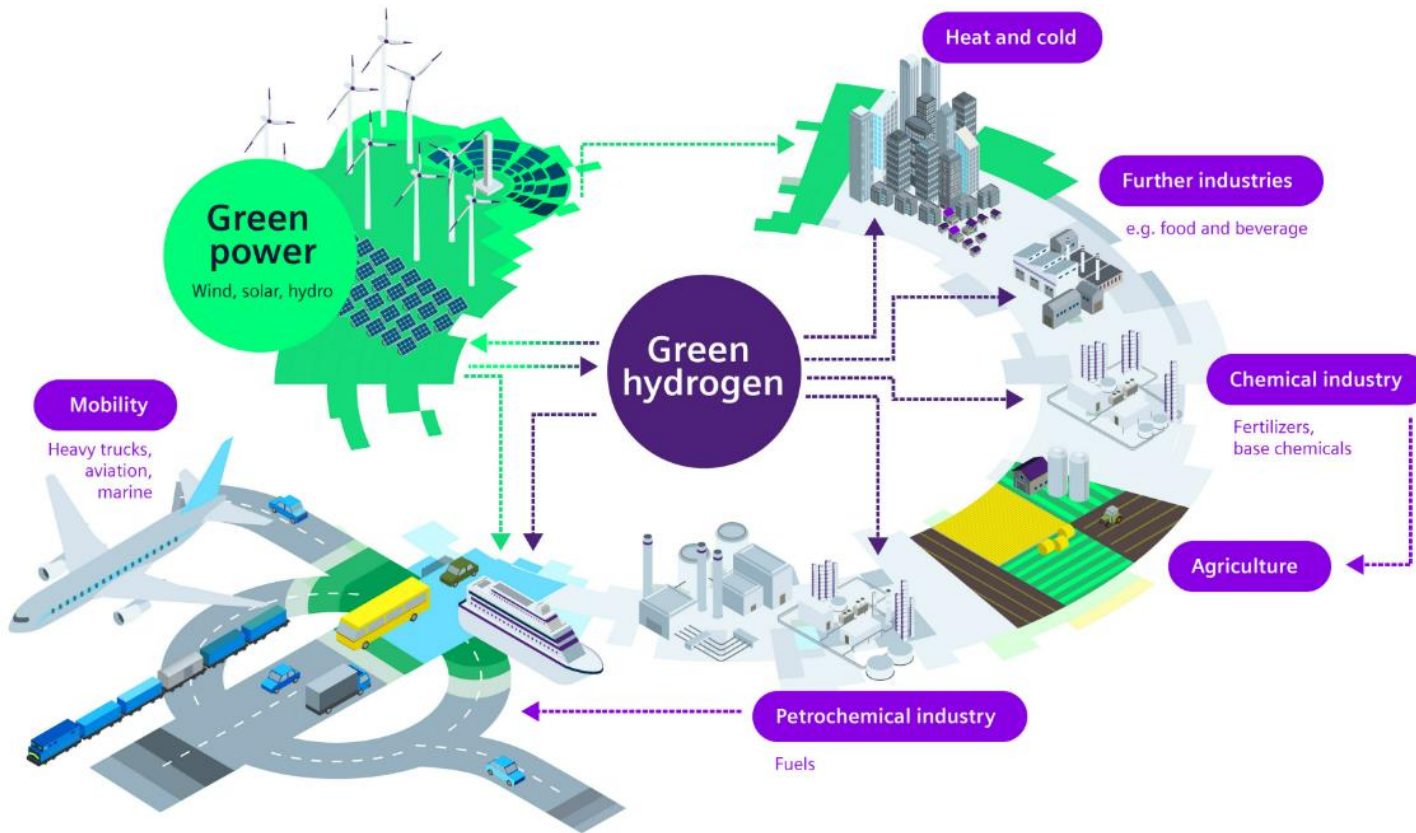 Heat and cold
Green
power
Wind, solar, hydro
Further industries
e.g. food and beverage
Green
hydrogen
Mobility
Heavy trucks,
aviation,
marine
Chemical industry
Fertilizers,
base chemicals
Agriculture
Petrochemical industry
Fuels